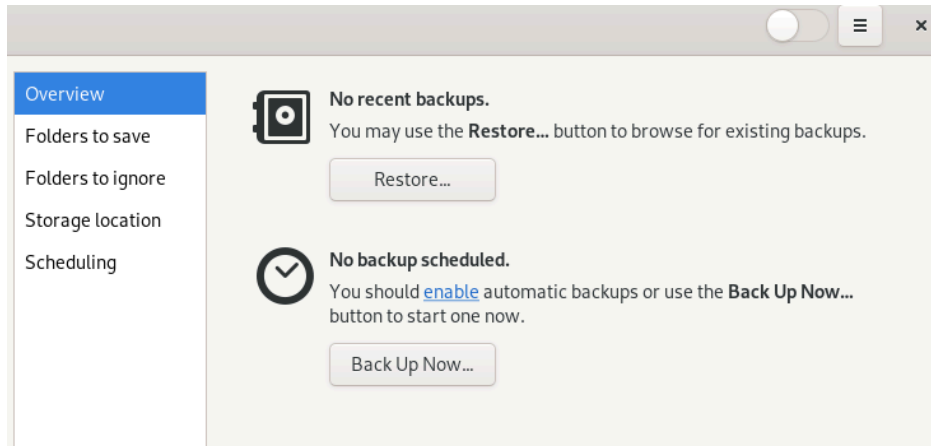 Overview
Folders to save
Folders to ignore
Storage location
Scheduling
No recent backups.
You may use the Restore... button to browse for existing backups.
Restore...
No backup scheduled.
You should enable automatic backups or use the Back Up Now...
button to start one now.
Back Up Now...